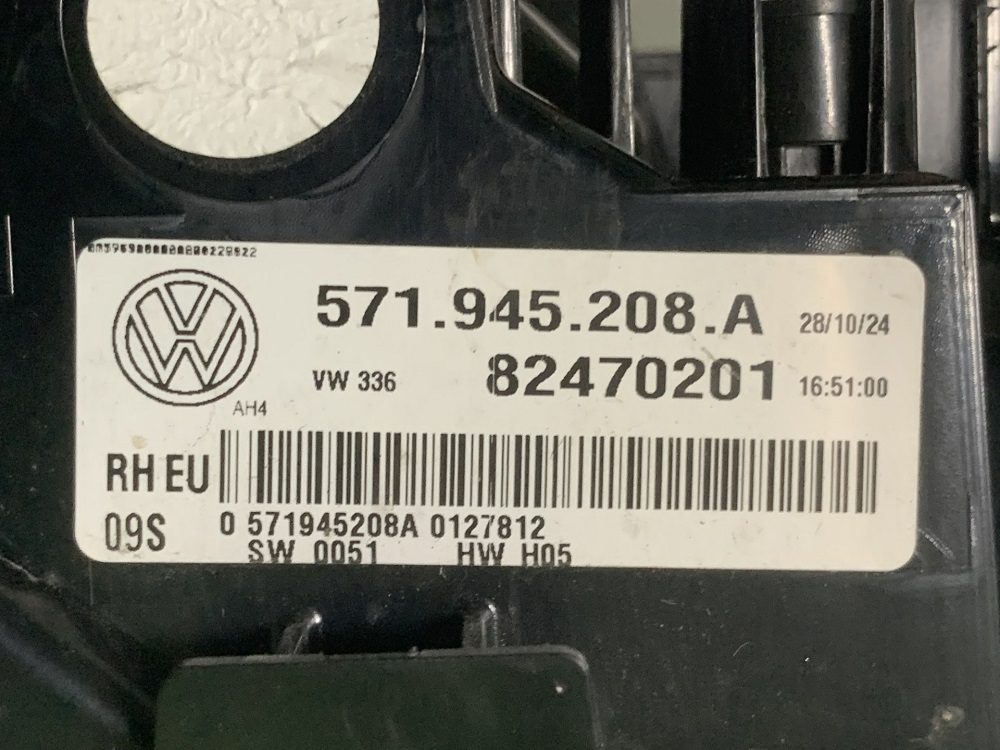 571.945.208.A 28/10/24
VW 336 82470201 16:51:00
AH4
RH EU
09S
0 571945208A 0127812
SW 0051 HW H05